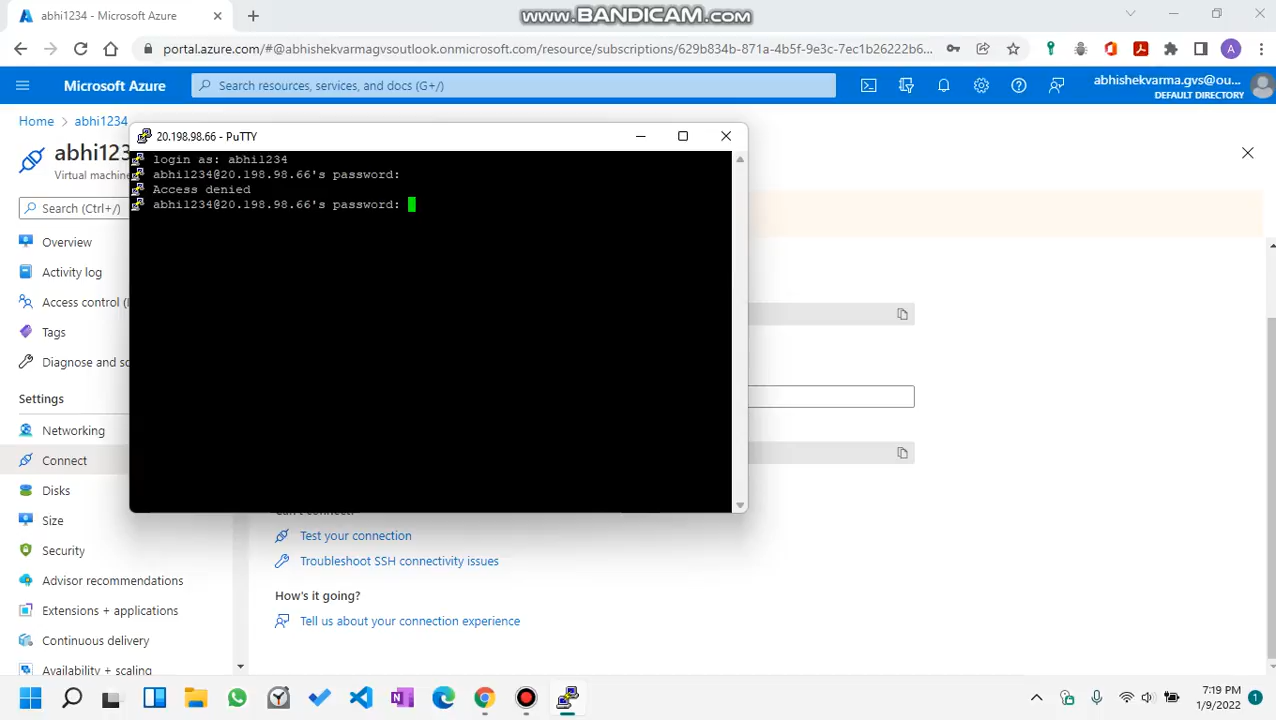 www.BANDICAM.com
abhi1234 - Microsoft Azure
portal.azure.com/#@abhishekvarmagvsoutlook.onmicrosoft.com/resource/subscriptions/629b834b-871a-4b5f-9e3c-7ec1b26222b6...
A
Microsoft Azure
Search resources, services, and docs (G+/)
abhishekvarma.gvs@ou...
DEFAULT DIRECTORY
Home > abhi1234
abhi123
Virtual machin
Search (Ctrl+/)
20.198.98.66 - PuTTY
login as: abhi1234
abhi1234@20.198.98.66's password:
Access denied
abhi1234@20.198.98.66's password:
Overview
Activity log
Access control (
Tags
Diagnose and so
Settings
Networking
Connect
Disks
Size
Security
Advisor recommendations
Extensions + applications
Continuous delivery
Availability + scaling
Can't connect?
Test your connection
Troubleshoot SSH connectivity issues
How's it going?
Tell us about your connection experience
7:19 PM
1/9/2022
1